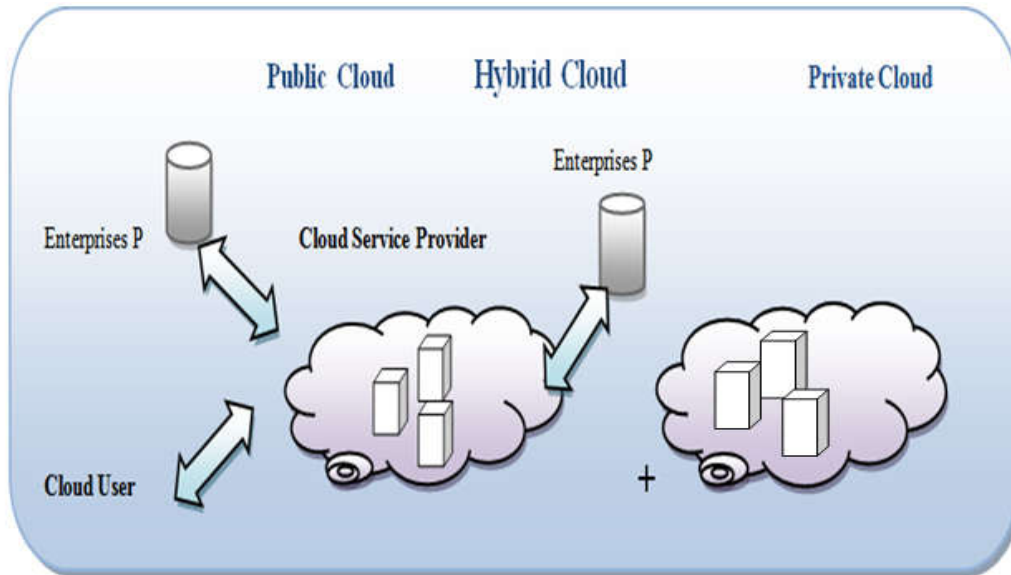 Public Cloud
Hybrid Cloud
Private Cloud
Enterprises P
Enterprises P
Cloud Service Provider
Cloud User
+